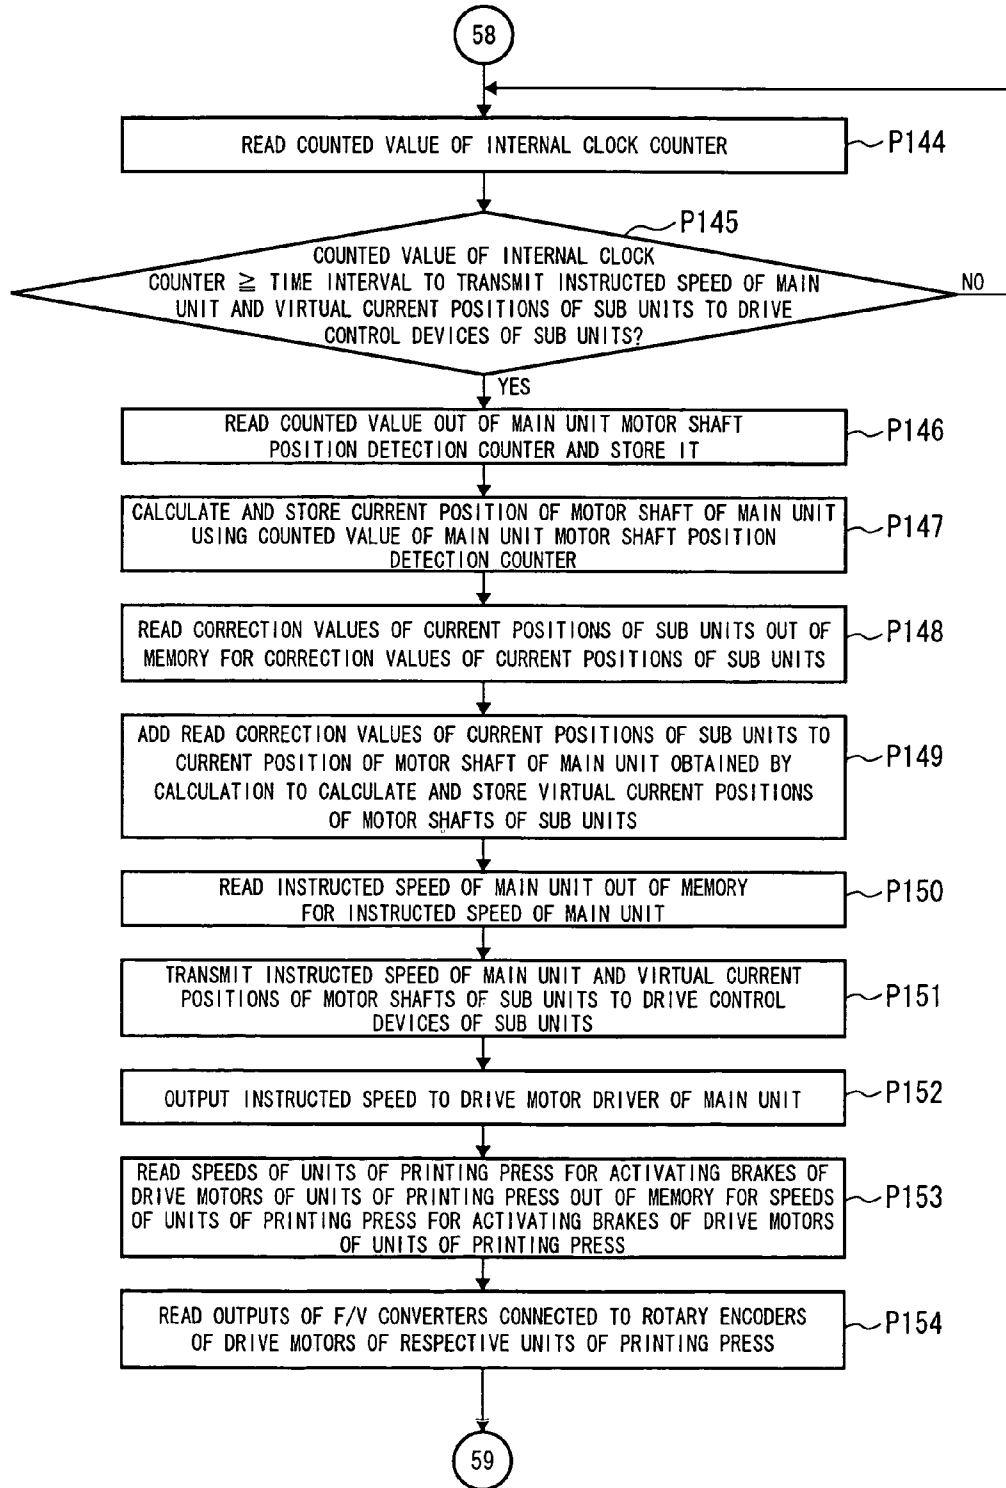 58
READ COUNTED VALUE OF INTERNAL CLOCK COUNTER
P144
P145
COUNTED VALUE OF INTERNAL CLOCK
COUNTER ≧ TIME INTERVAL TO TRANSMIT INSTRUCTED SPEED OF MAIN
UNIT AND VIRTUAL CURRENT POSITIONS OF SUB UNITS TO DRIVE
CONTROL DEVICES OF SUB UNITS?
NO
YES
READ COUNTED VALUE OUT OF MAIN UNIT MOTOR SHAFT
POSITION DETECTION COUNTER AND STORE IT
P146
CALCULATE AND STORE CURRENT POSITION OF MOTOR SHAFT OF MAIN UNIT
USING COUNTED VALUE OF MAIN UNIT MOTOR SHAFT POSITION
DETECTION COUNTER
P147
READ CORRECTION VALUES OF CURRENT POSITIONS OF SUB UNITS OUT OF
MEMORY FOR CORRECTION VALUES OF CURRENT POSITIONS OF SUB UNITS
P148
ADD READ CORRECTION VALUES OF CURRENT POSITIONS OF SUB UNITS TO
CURRENT POSITION OF MOTOR SHAFT OF MAIN UNIT OBTAINED BY
CALCULATION TO CALCULATE AND STORE VIRTUAL CURRENT POSITIONS
OF MOTOR SHAFTS OF SUB UNITS
P149
READ INSTRUCTED SPEED OF MAIN UNIT OUT OF MEMORY
FOR INSTRUCTED SPEED OF MAIN UNIT
P150
TRANSMIT INSTRUCTED SPEED OF MAIN UNIT AND VIRTUAL CURRENT
POSITIONS OF MOTOR SHAFTS OF SUB UNITS TO DRIVE CONTROL
DEVICES OF SUB UNITS
P151
OUTPUT INSTRUCTED SPEED TO DRIVE MOTOR DRIVER OF MAIN UNIT
P152
READ SPEEDS OF UNITS OF PRINTING PRESS FOR ACTIVATING BRAKES OF
DRIVE MOTORS OF UNITS OF PRINTING PRESS OUT OF MEMORY FOR SPEEDS
OF UNITS OF PRINTING PRESS FOR ACTIVATING BRAKES OF DRIVE MOTORS
OF UNITS OF PRINTING PRESS
P153
READ OUTPUTS OF F/V CONVERTERS CONNECTED TO ROTARY ENCODERS
OF DRIVE MOTORS OF RESPECTIVE UNITS OF PRINTING PRESS
P154
59